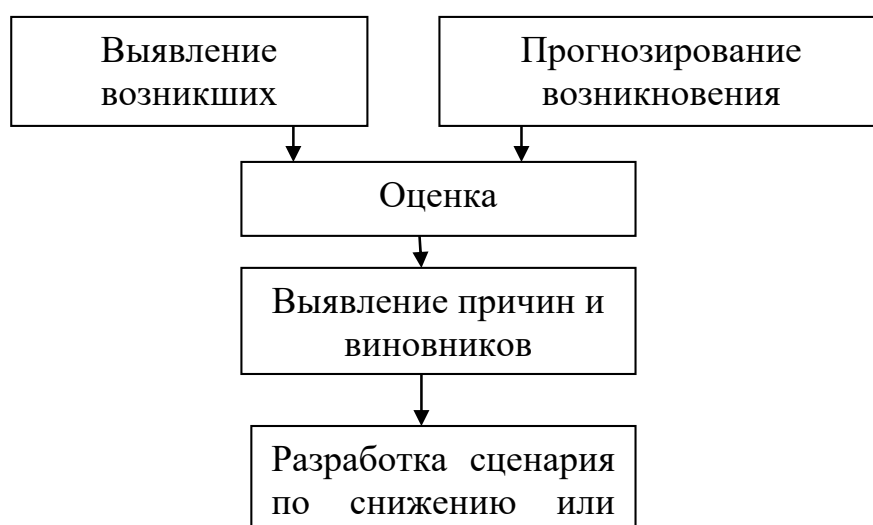 Выявление
возникших
Прогнозирование
возникновения
Оценка
Выявление причин и
виновников
Разработка сценария
по снижению или